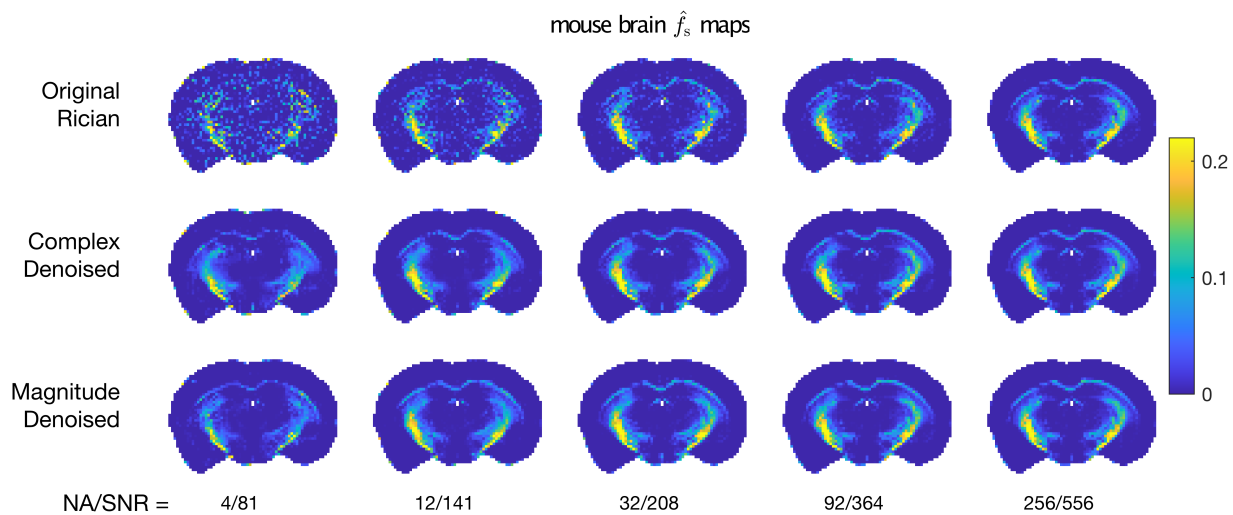 mouse brain f̂ₛ maps
Original
Rician
Complex
Denoised
Magnitude
Denoised
0.2
0.1
0
NA/SNR = 4/81 12/141 32/208 92/364 256/556